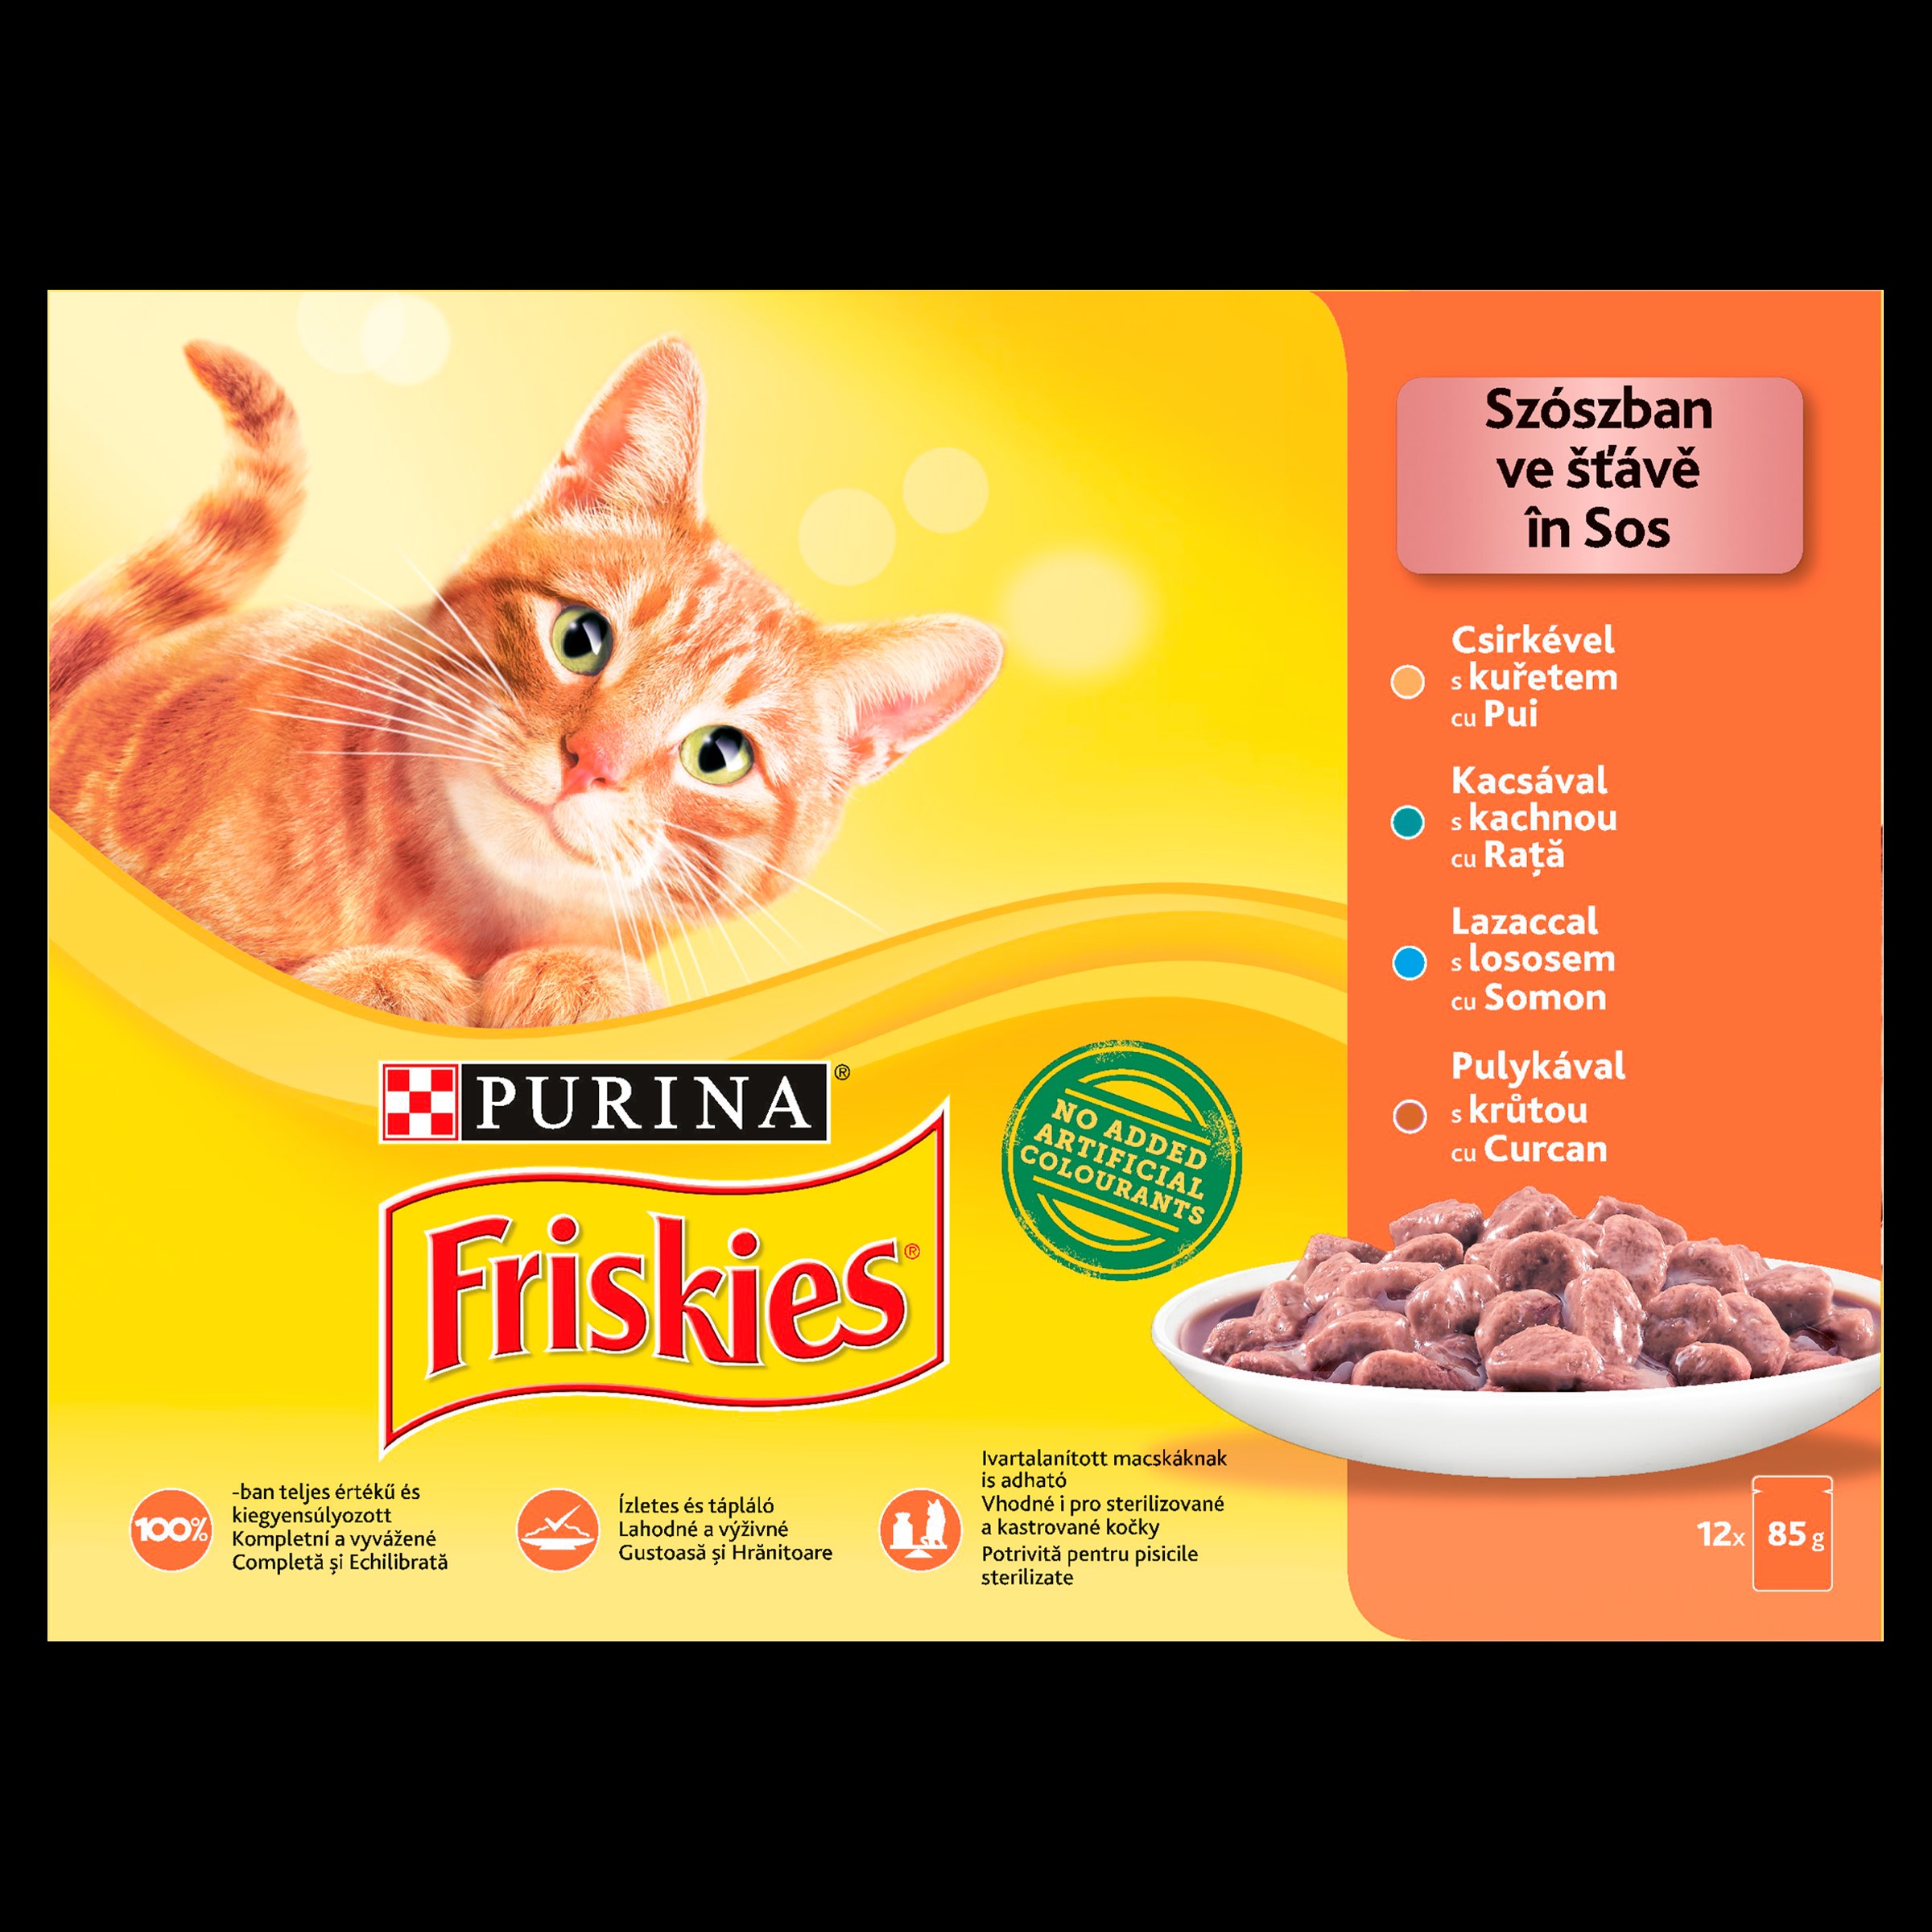 Szószban
ve šťávě
în Sos
Csirkével
s kuřetem
cu Pui
Kacsával
s kachnou
cu Rață
Lazaccal
s lososem
cu Somon
Pulykával
s krůtou
cu Curcan
PURINA®
Friskies®
NO ADDED
ARTIFICIAL
COLOURANTS
100%
-ban teljes értékű és
kiegyensúlyozott
Kompletní a vyvážené
Completă și Echilibrată
Ízletes és tápláló
Lahodné a výživné
Gustoasă și Hrănitoare
Ivartalanított macskáknak
is adható
Vhodné i pro sterilizované
a kastrované kočky
Potrivită pentru pisicile
sterilizate
12x 85g